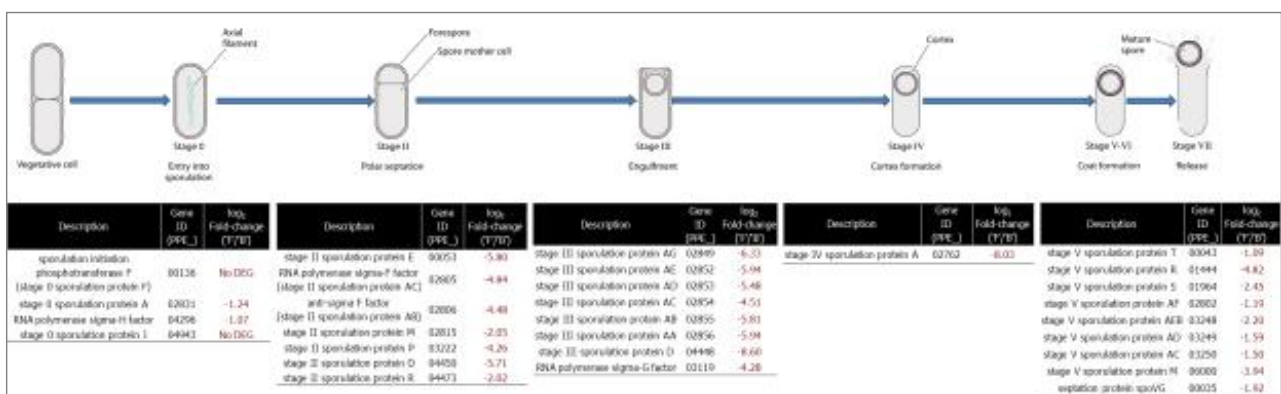 Axial
filament
Forespore
Spore mother cell
Cortex
Mature
spore
Vegetative cell
Stage 0
Entry into
sporulation
Stage II
Polar septation
Stage III
Engulfment
Stage IV
Cortex formation
Stage V-VI
Coat formation
Stage VII
Release
Description Gene ID (PPE_) log2 Fold-change ('F'/'B')
sporulation initiation
phosphotransferase F 00136 No DEG
(stage 0 sporulation protein F)
stage 0 sporulation protein A 02831 -1.24
RNA polymerase sigma-H factor 04296 -1.07
stage 0 sporulation protein J 04943 No DEG
Description Gene ID (PPE_) log2 Fold-change ('F'/'B')
stage II sporulation protein E 00053 -5.80
RNA polymerase sigma-F factor
(stage II sporulation protein AC) 02805 -4.84
anti-sigma F factor
(stage II sporulation protein AB) 02806 -4.48
stage II sporulation protein M 02815 -2.05
stage II sporulation protein P 03222 -4.26
stage II sporulation protein D 04450 -5.71
stage II sporulation protein R 04473 -2.02
Description Gene ID (PPE_) log2 Fold-change ('F'/'B')
stage III sporulation protein AG 02849 -6.33
stage III sporulation protein AE 02852 -5.94
stage III sporulation protein AD 02853 -5.48
stage III sporulation protein AC 02854 -4.51
stage III sporulation protein AB 02855 -5.81
stage III sporulation protein AA 02856 -5.94
stage III sporulation protein D 04448 -8.60
RNA polymerase sigma-G factor 03119 -4.28
Description Gene ID (PPE_) log2 Fold-change ('F'/'B')
stage IV sporulation protein A 02762 -8.03
Description Gene ID (PPE_) log2 Fold-change ('F'/'B')
stage V sporulation protein T 00043 -1.09
stage V sporulation protein R 01444 -4.82
stage V sporulation protein S 01964 -2.45
stage V sporulation protein AF 02802 -1.19
stage V sporulation protein AEB 03248 -2.20
stage V sporulation protein AD 03249 -1.59
stage V sporulation protein AC 03250 -1.50
stage V sporulation protein M -3.94
septation protein spoVG 00035 -1.92